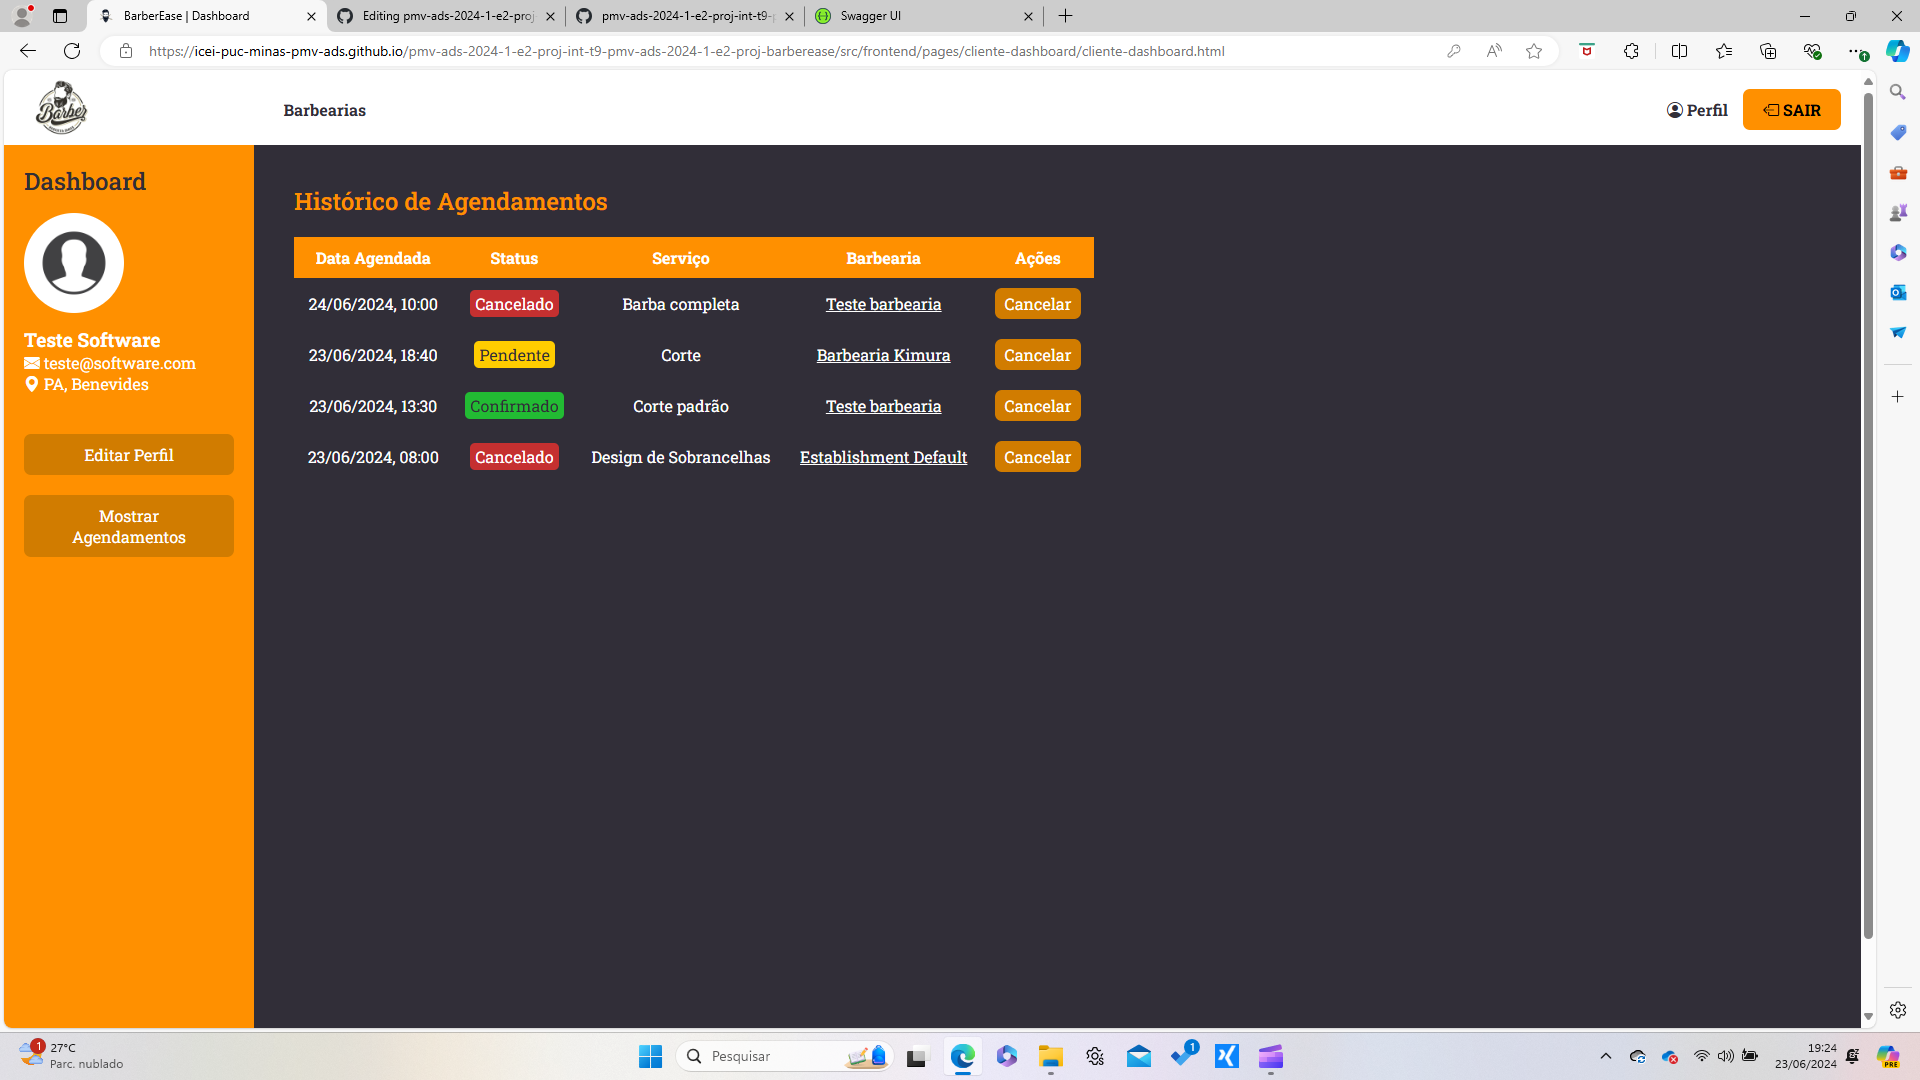 BarberEase | Dashboard
Editing pmv-ads-2024-1-e2-proj-
pmv-ads-2024-1-e2-proj-int-t9-p
Swagger UI
https://icei-puc-minas-pmv-ads.github.io/pmv-ads-2024-1-e2-proj-int-t9-pmv-ads-2024-1-e2-proj-barberease/src/frontend/pages/cliente-dashboard/cliente-dashboard.html
Barber
Barbearias
Perfil
SAIR
Dashboard
Teste Software
teste@software.com
PA, Benevides
Editar Perfil
Mostrar
Agendamentos
Histórico de Agendamentos
Data Agendada Status Serviço Barbearia Ações
24/06/2024, 10:00 Cancelado Barba completa Teste barbearia Cancelar
23/06/2024, 18:40 Pendente Corte Barbearia Kimura Cancelar
23/06/2024, 13:30 Confirmado Corte padrão Teste barbearia Cancelar
23/06/2024, 08:00 Cancelado Design de Sobrancelhas Establishment Default Cancelar
1
27°C
Parc. nublado
Pesquisar
1
19:24
23/06/2024
PRE